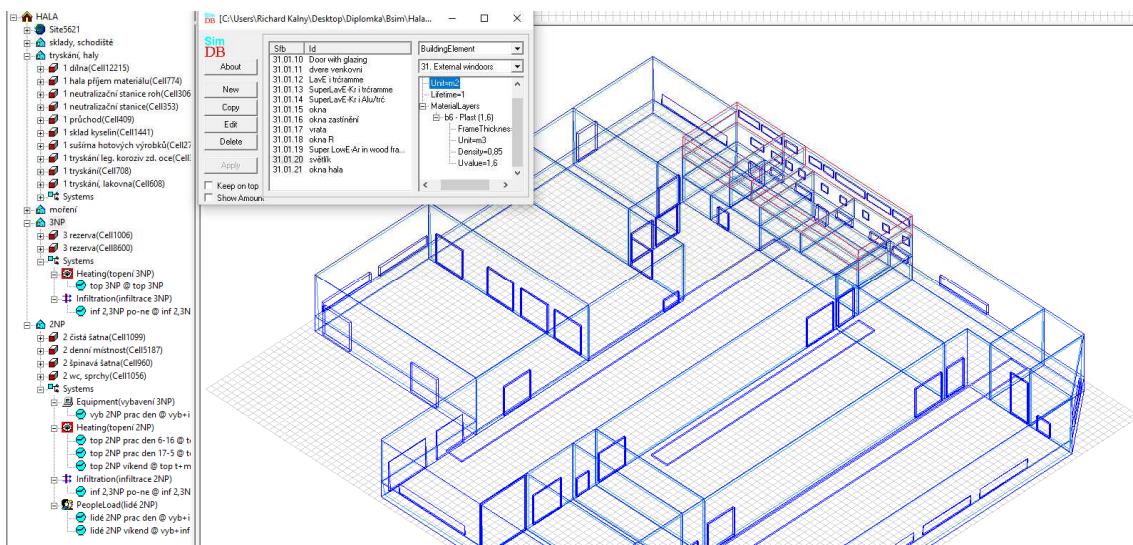 HALA
Site5621
sklady, schodiště
tryskání, haly
1 dílna(Cell12215)
1 hala příjem materiálu(Cell774)
1 neutralizační stanice roh(Cell306
1 neutralizační stanice(Cell353)
1 průchod(Cell409)
1 sklad kyselin(Cell1441)
1 sušírna hotových výrobků(Cell27
1 tryskání leg. koroziv zd. oce(Cell:
1 tryskání(Cell708)
1 tryskání, lakovna(Cell608)
Systems
moření
3NP
3 rezerva(Cell1006)
3 rezerva(Cell8600)
Systems
Heating(topení 3NP)
top 3NP @ top 3NP
Infiltration(infiltrace 3NP)
inf 2,3NP po-ne @ inf 2,3N
2NP
2 čistá šatna(Cell1099)
2 denní místnost(Cell5187)
2 špinavá šatna(Cell960)
2 wc, sprchy(Cell1056)
Systems
Equipment(vybavení 3NP)
vyb 2NP prac den @ vyb+i
Heating(topení 2NP)
top 2NP prac den 6-16 @ t
top 2NP prac den 17-5 @ t
top 2NP víkend @ top t+m
Infiltration(infiltrace 2NP)
inf 2,3NP po-ne @ inf 2,3N
PeopleLoad(lidé 2NP)
lidé 2NP prac den @ vyb+i
lidé 2NP víkend @ vyb+inf
DB [C:\Users\Richard Kalny\Desktop\Diplomka\Bsim\Hala...
Sim
DB
About
New
Copy
Edit
Delete
Apply
Keep on top
Show Amoun
Sfb Id
31.01.10 Door with glazing
31.01.11 dvere venkovni
31.01.12 LavE i trćramme
31.01.13 SuperLavE-Kr i trćramme
31.01.14 SuperLavE-Kr i Alu/trć
31.01.15 okna
31.01.16 okna zastínění
31.01.17 vrata
31.01.18 okna R
31.01.19 Super LowE-Ar in wood fra...
31.01.20 světlík
31.01.21 okna hala
BuildingElement
31. External windoors
Unit=m2
Lifetime=1
MaterialLayers
b6 - Plast (1,6)
FrameThicknes
Unit=m3
Density=0,85
Uvalue=1,6